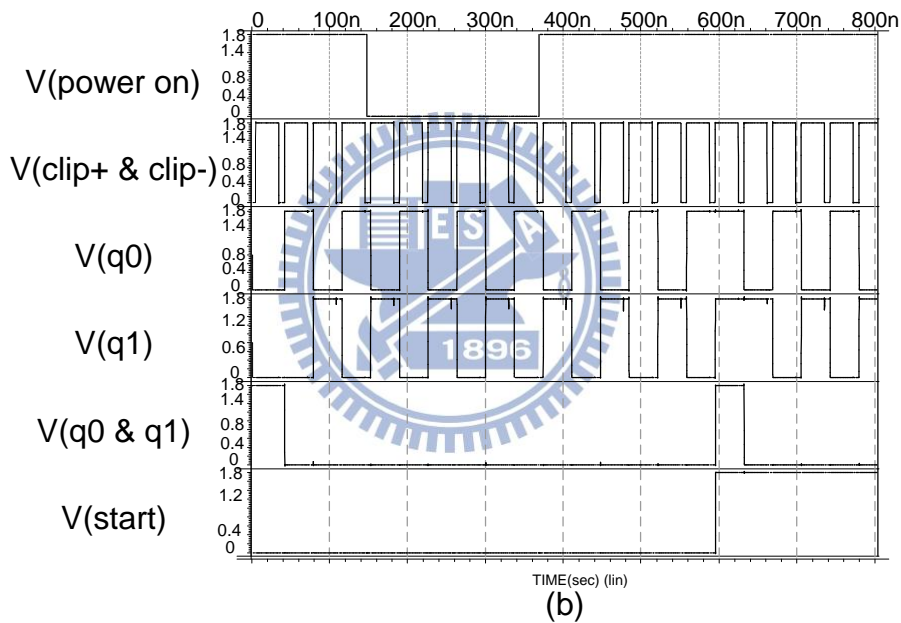 0 100n 200n 300n 400n 500n 600n 700n 800n
V(power on)
1.8
1.4
0.8
0.4
0
V(clip+ & clip-)
1.8
1.4
0.8
0.4
0
V(q0)
1.8
1.4
0.8
0.4
0
V(q1)
1.8
1.2
0.6
0
V(q0 & q1)
1.8
1.4
0.8
0.4
0
V(start)
1.8
1.2
0.4
0
E S A
1896
TIME(sec) (lin)
(b)